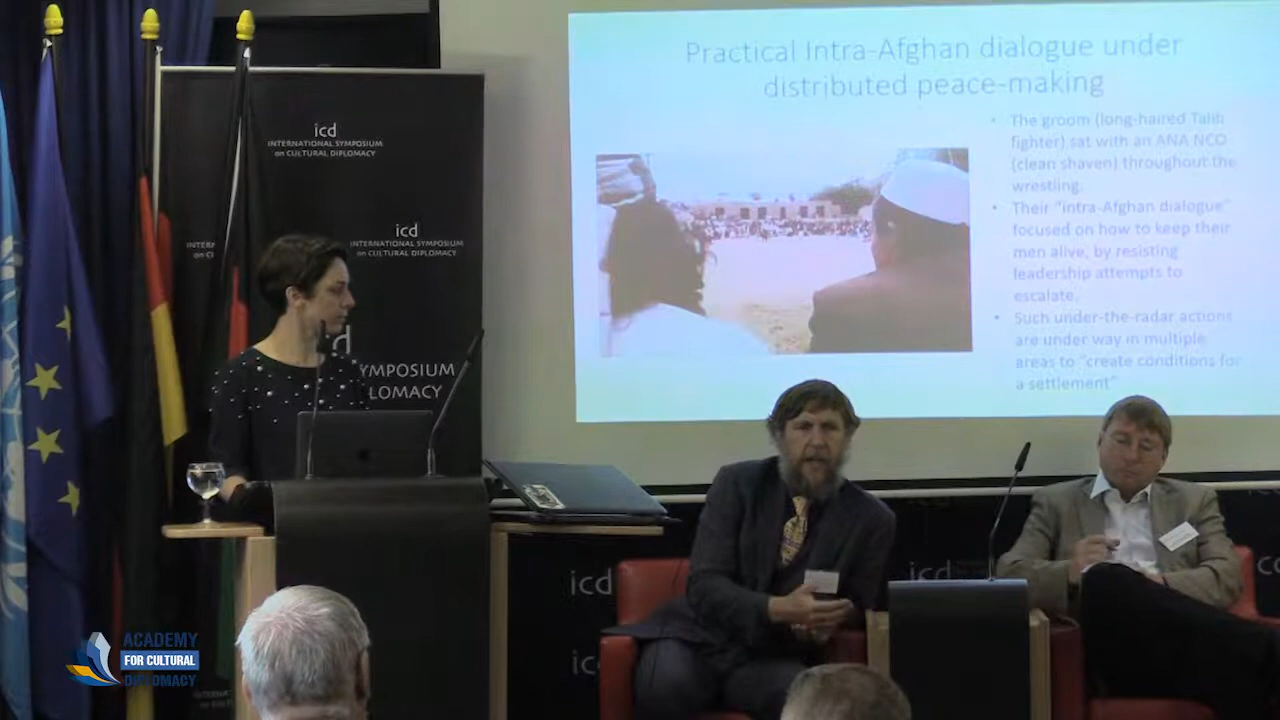 Practical Intra-Afghan dialogue under
distributed peace-making
• The groom (long-haired Talib
fighter) sat with an ANA NCO
(clean shaven) throughout the
wrestling.
• Their "intra-Afghan dialogue"
focused on how to keep their
men alive, by resisting
leadership attempts to
escalate.
• Such under-the-radar actions
are under way in multiple
areas to "create conditions for
a settlement"
icd
INTERNATIONAL SYMPOSIUM
on CULTURAL DIPLOMACY
icd
INTERNATIONAL SYMPOSIUM
on CULTURAL DIPLOMACY
INTER
on C
d
YMPOSIUM
LOMACY
icd
icd
icd
ACADEMY
FOR CULTURAL
DIPLOMACY